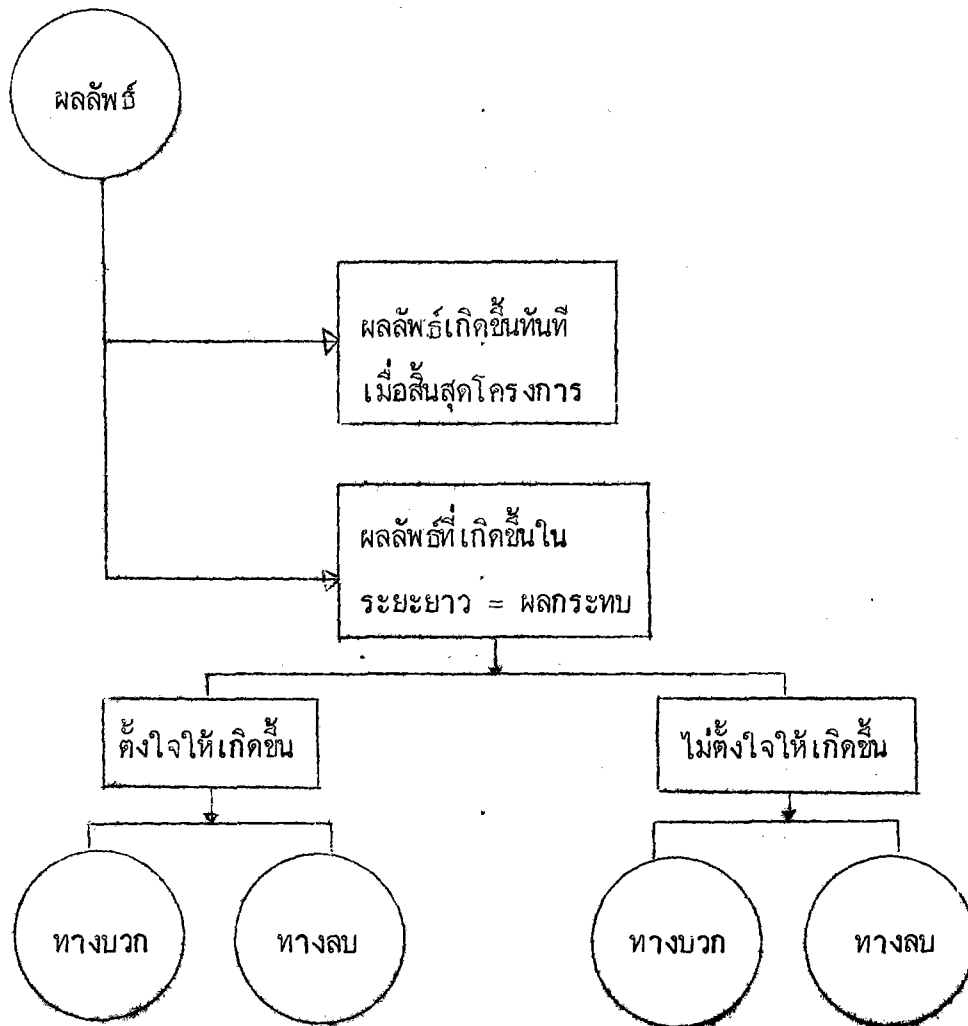 ผลลัพธ์
ผลลัพธ์เกิดขึ้นทันที
เมื่อสิ้นสุดโครงการ
ผลลัพธ์ที่เกิดขึ้นใน
ระยะยาว = ผลกระทบ
ตั้งใจให้เกิดขึ้น
ไม่ตั้งใจให้เกิดขึ้น
ทางบวก
ทางลบ
ทางบวก
ทางลบ